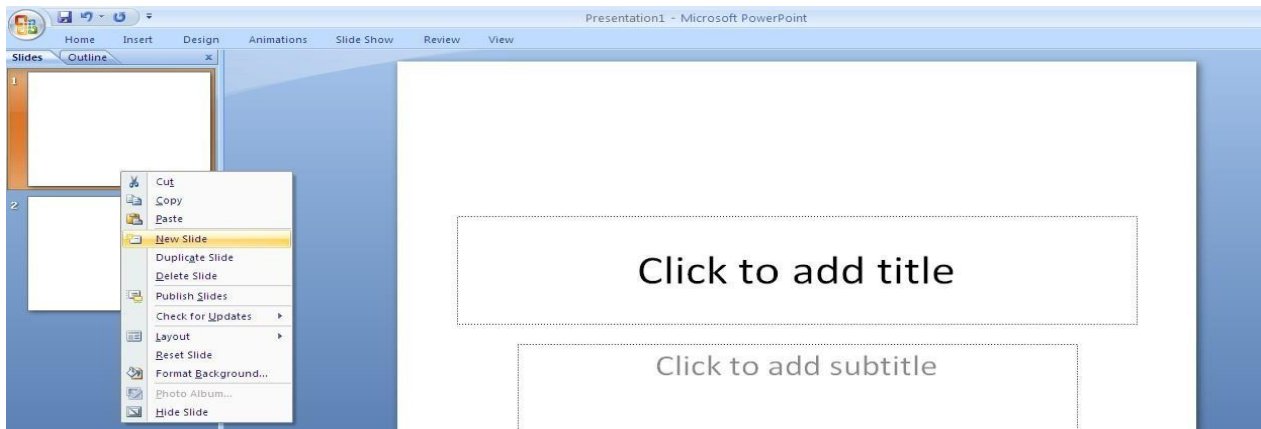 Presentation1 - Microsoft PowerPoint
Home Insert Design Animations Slide Show Review View
Slides Outline x
1
2
Cut
Copy
Paste
New Slide
Duplicate Slide
Delete Slide
Publish Slides
Check for Updates
Layout
Reset Slide
Format Background...
Photo Album...
Hide Slide
Click to add title
Click to add subtitle